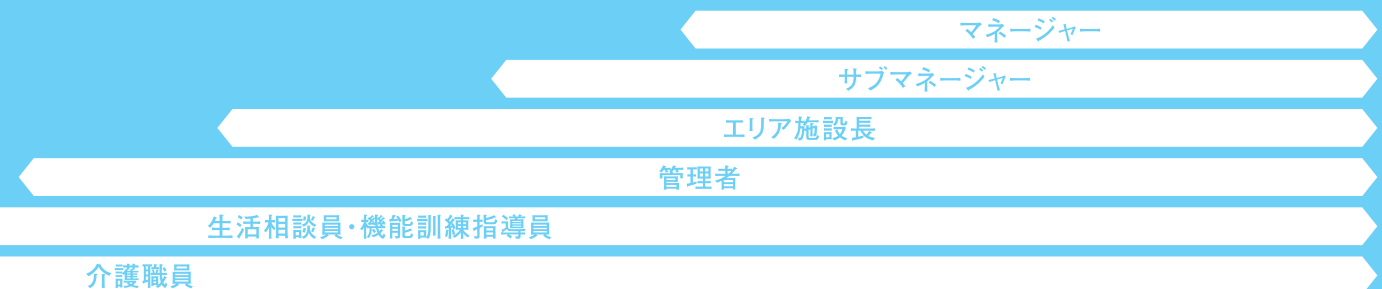 マネージャー
サブマネージャー
エリア施設長
管理者
生活相談員・機能訓練指導員
介護職員